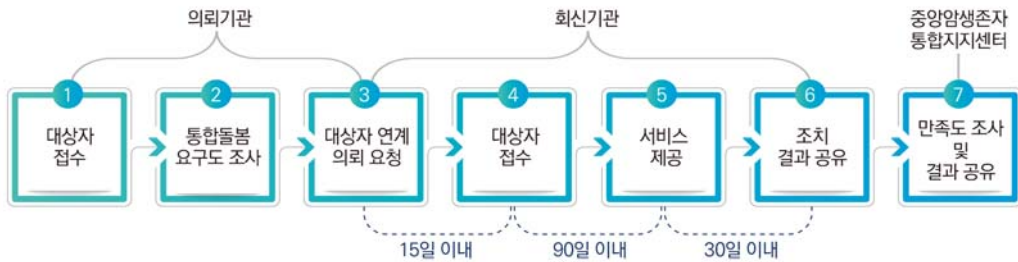 의뢰기관
회신기관
중앙암생존자
통합지지센터
1
대상자
접수
2
통합돌봄
요구도 조사
3
대상자 연계
의뢰 요청
4
대상자
접수
5
서비스
제공
6
조치
결과 공유
7
만족도 조사
및
결과 공유
15일 이내
90일 이내
30일 이내